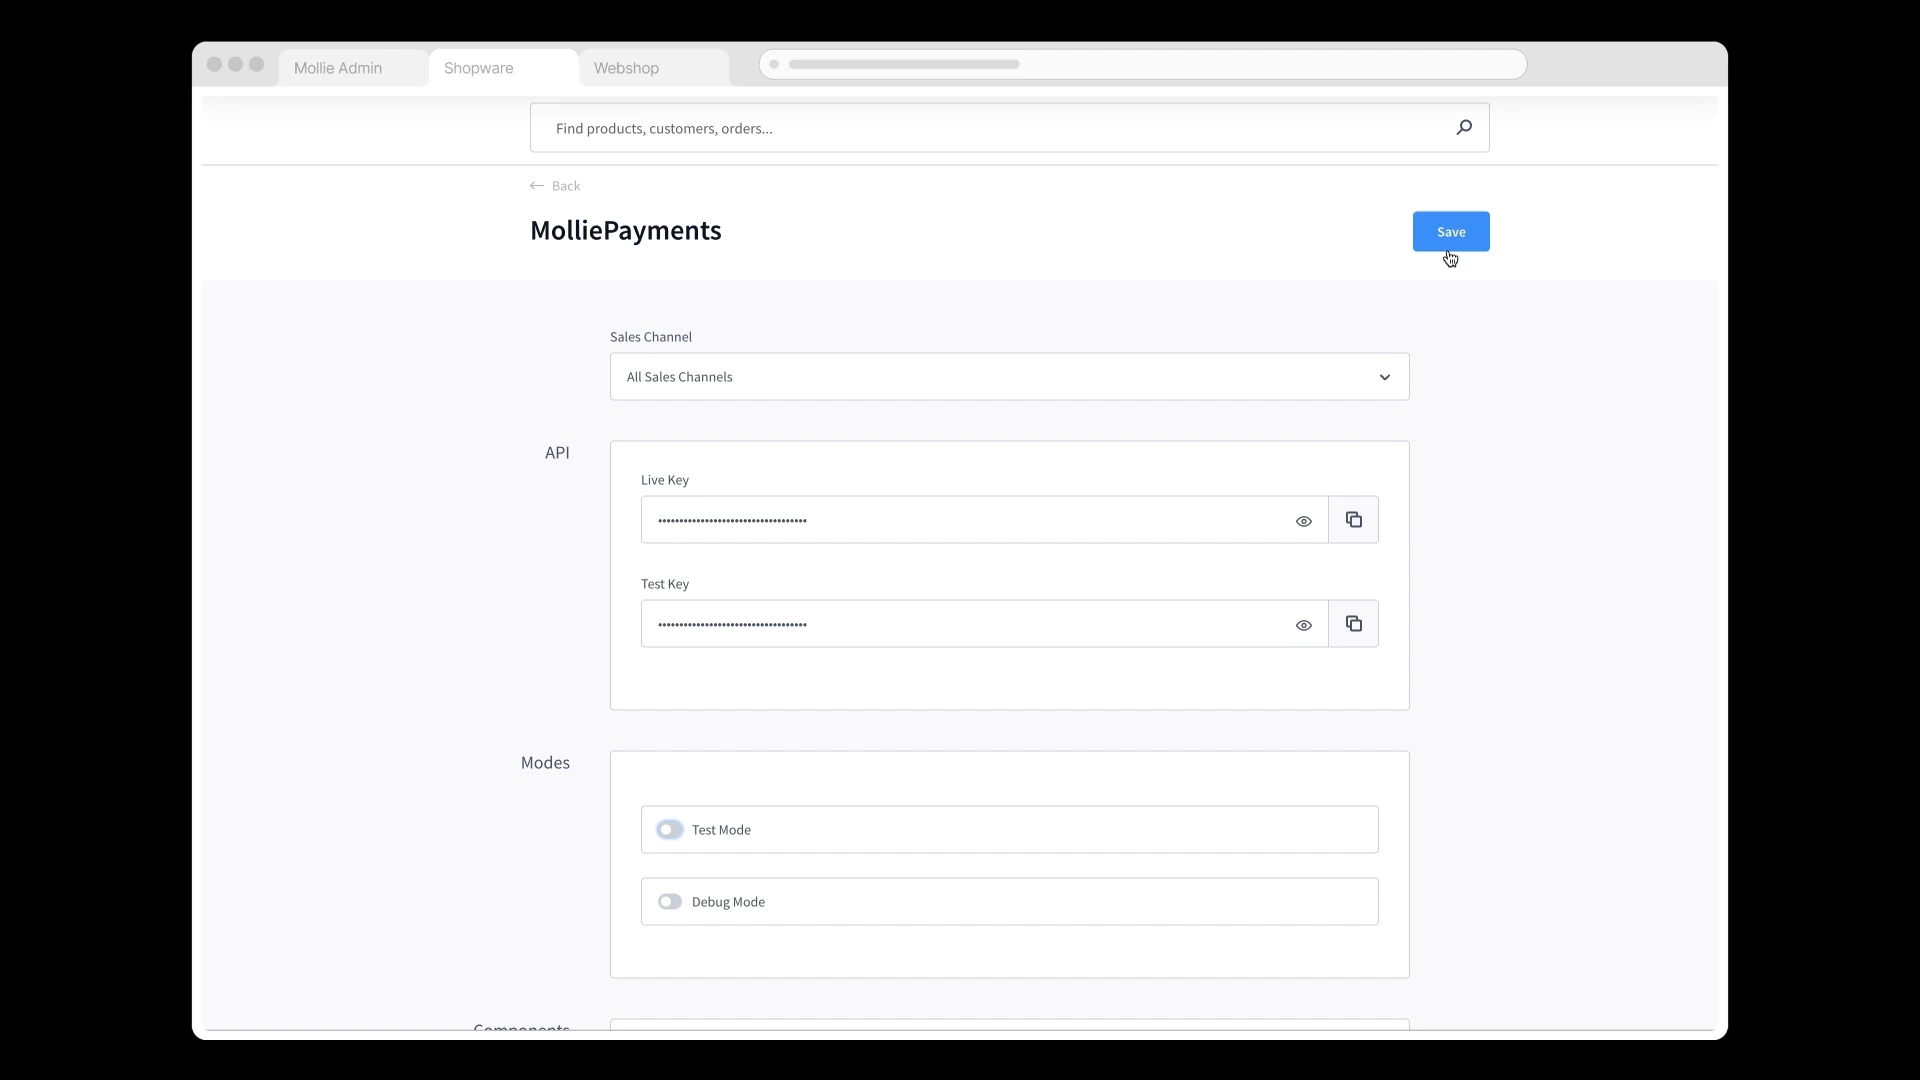 Mollie Admin
Shopware
Webshop
Find products, customers, orders...
← Back
MolliePayments
Save
Sales Channel
All Sales Channels
API
Live Key
•••••••••••••••••••••••••••••••••••
Test Key
•••••••••••••••••••••••••••••••••••
Modes
Test Mode
Debug Mode
Components